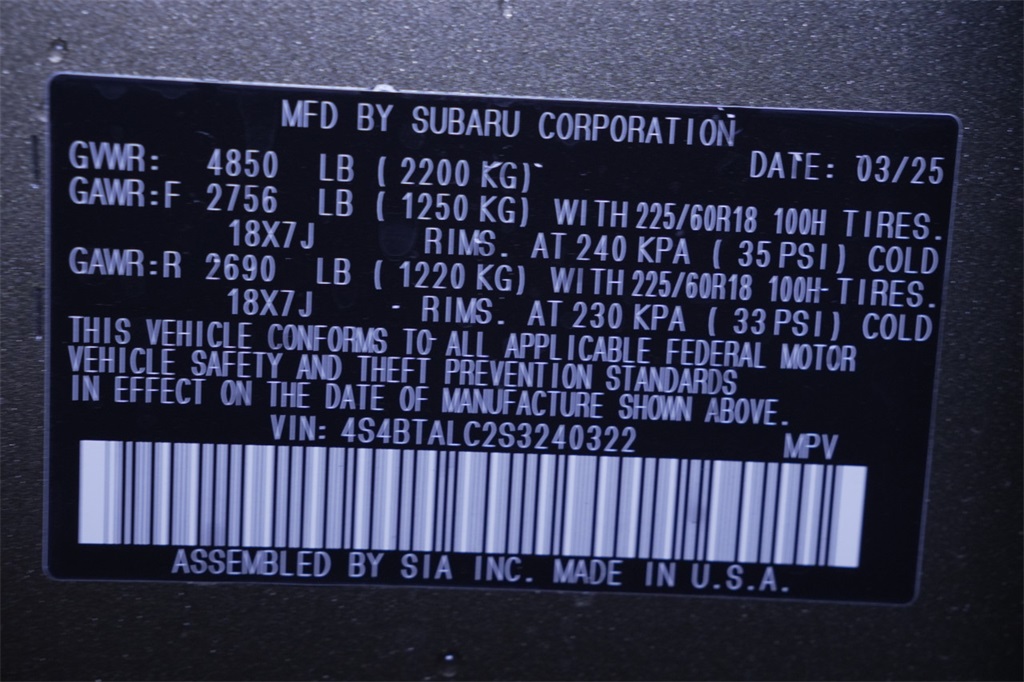 MFD BY SUBARU CORPORATION
GVWR: 4850 LB ( 2200 KG) DATE: 03/25
GAWR:F 2756 LB ( 1250 KG) WITH 225/60R18 100H TIRES.
18X7J RIMS. AT 240 KPA ( 35 PSI) COLD
GAWR:R 2690 LB ( 1220 KG) WITH 225/60R18 100H TIRES.
18X7J RIMS. AT 230 KPA ( 33 PSI) COLD
THIS VEHICLE CONFORMS TO ALL APPLICABLE FEDERAL MOTOR
VEHICLE SAFETY AND THEFT PREVENTION STANDARDS
IN EFFECT ON THE DATE OF MANUFACTURE SHOWN ABOVE.
VIN: 4S4BTALC2S3240322 MPV
ASSEMBLED BY SIA INC. MADE IN U.S.A.